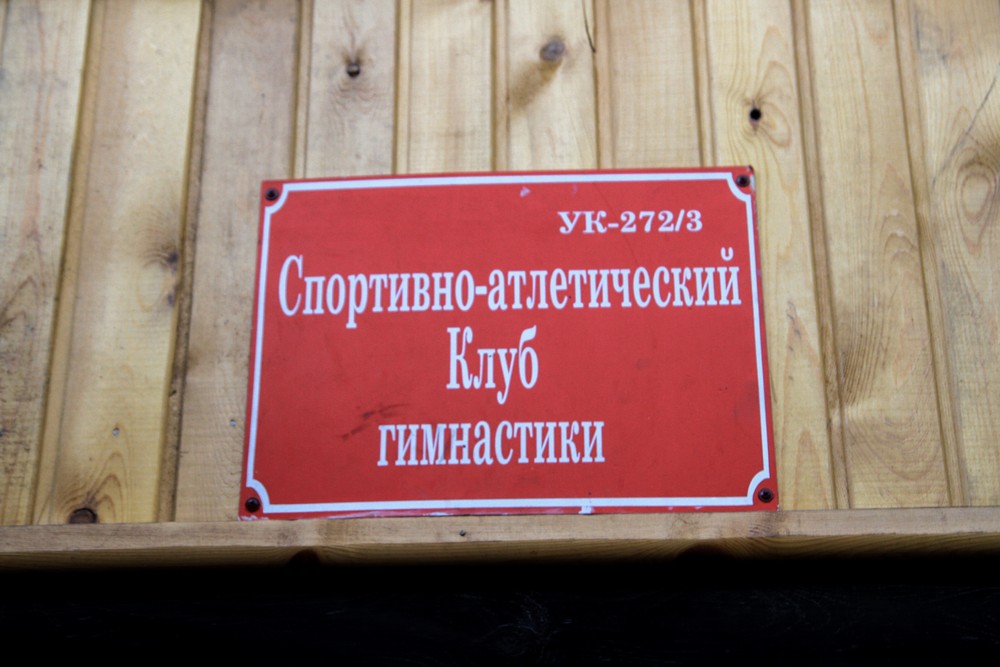 УК-272/3
Спортивно-атлетический
Клуб
гимнастики